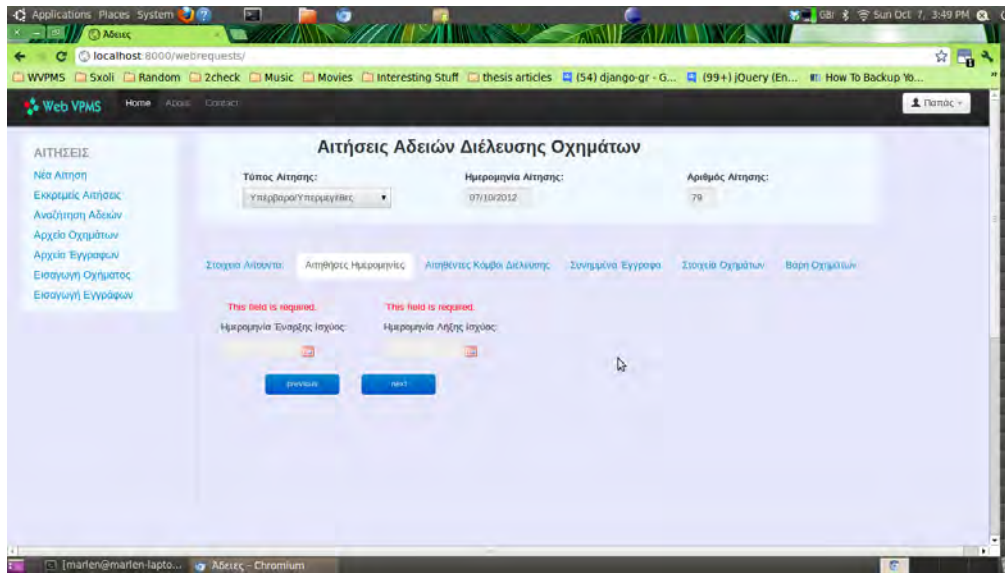 Applications Places System GBr Sun Oct 7, 3:49 PM
Άδειες
localhost:8000/webrequests/
WVPMS Sxoli Random 2check Music Movies Interesting Stuff thesis articles (54) django-gr - G... (99+) jQuery (En... How To Backup Yo...
Web VPMS Home About Contact Παπάς
ΑΙΤΗΣΕΙΣ
Νέα Αίτηση
Εκκρεμείς Αιτήσεις
Αναζήτηση Αδειών
Αρχείο Οχημάτων
Αρχείο Έγγραφων
Εισαγωγή Οχήματος
Εισαγωγή Εγγράφων
Αιτήσεις Αδειών Διέλευσης Οχημάτων
Τύπος Αίτησης: Ημερομηνία Αίτησης: Αριθμός Αίτησης:
Υπέρβαρα/Υπερμεγέθες 07/10/2012 79
Στοιχεία Αιτούντα Αιτηθήσες Ημερομηνίες Αιτηθέντες Κόμβοι Διέλευσης Συνημμένα Έγγραφα Στοιχεία Οχημάτων Βάρη Οχημάτων
This field is required. This field is required.
Ημερομηνία Έναρξης Ισχύος: Ημερομηνία Λήξης Ισχύος:
previous next
[marlen@marlen-lapto... Άδειες - Chromium